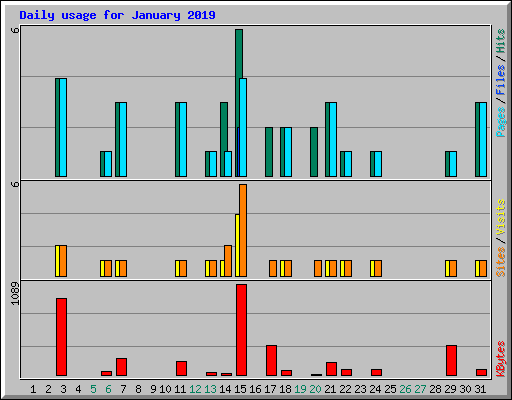 Daily usage for January 2019
6
Pages / Files / Hits
6
Sites / Visits
1089
KBytes
1 2 3 4 5 6 7 8 9 10 11 12 13 14 15 16 17 18 19 20 21 22 23 24 25 26 27 28 29 30 31